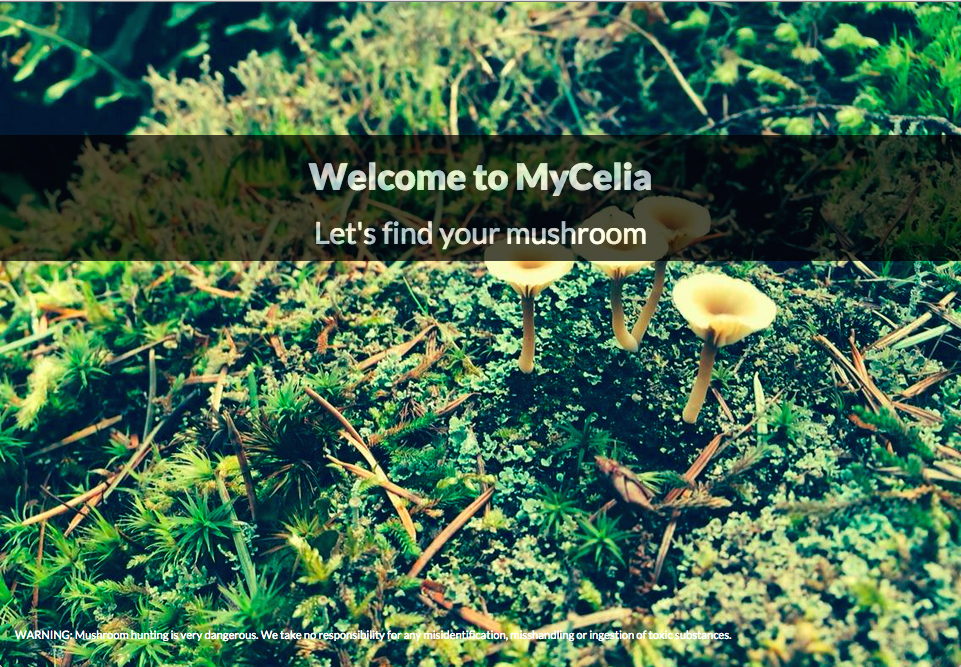 Welcome to MyCelia
Let's find your mushroom
WARNING: Mushroom hunting is very dangerous. We take no responsibility for any misidentification, misshandling or ingestion of toxic substances.